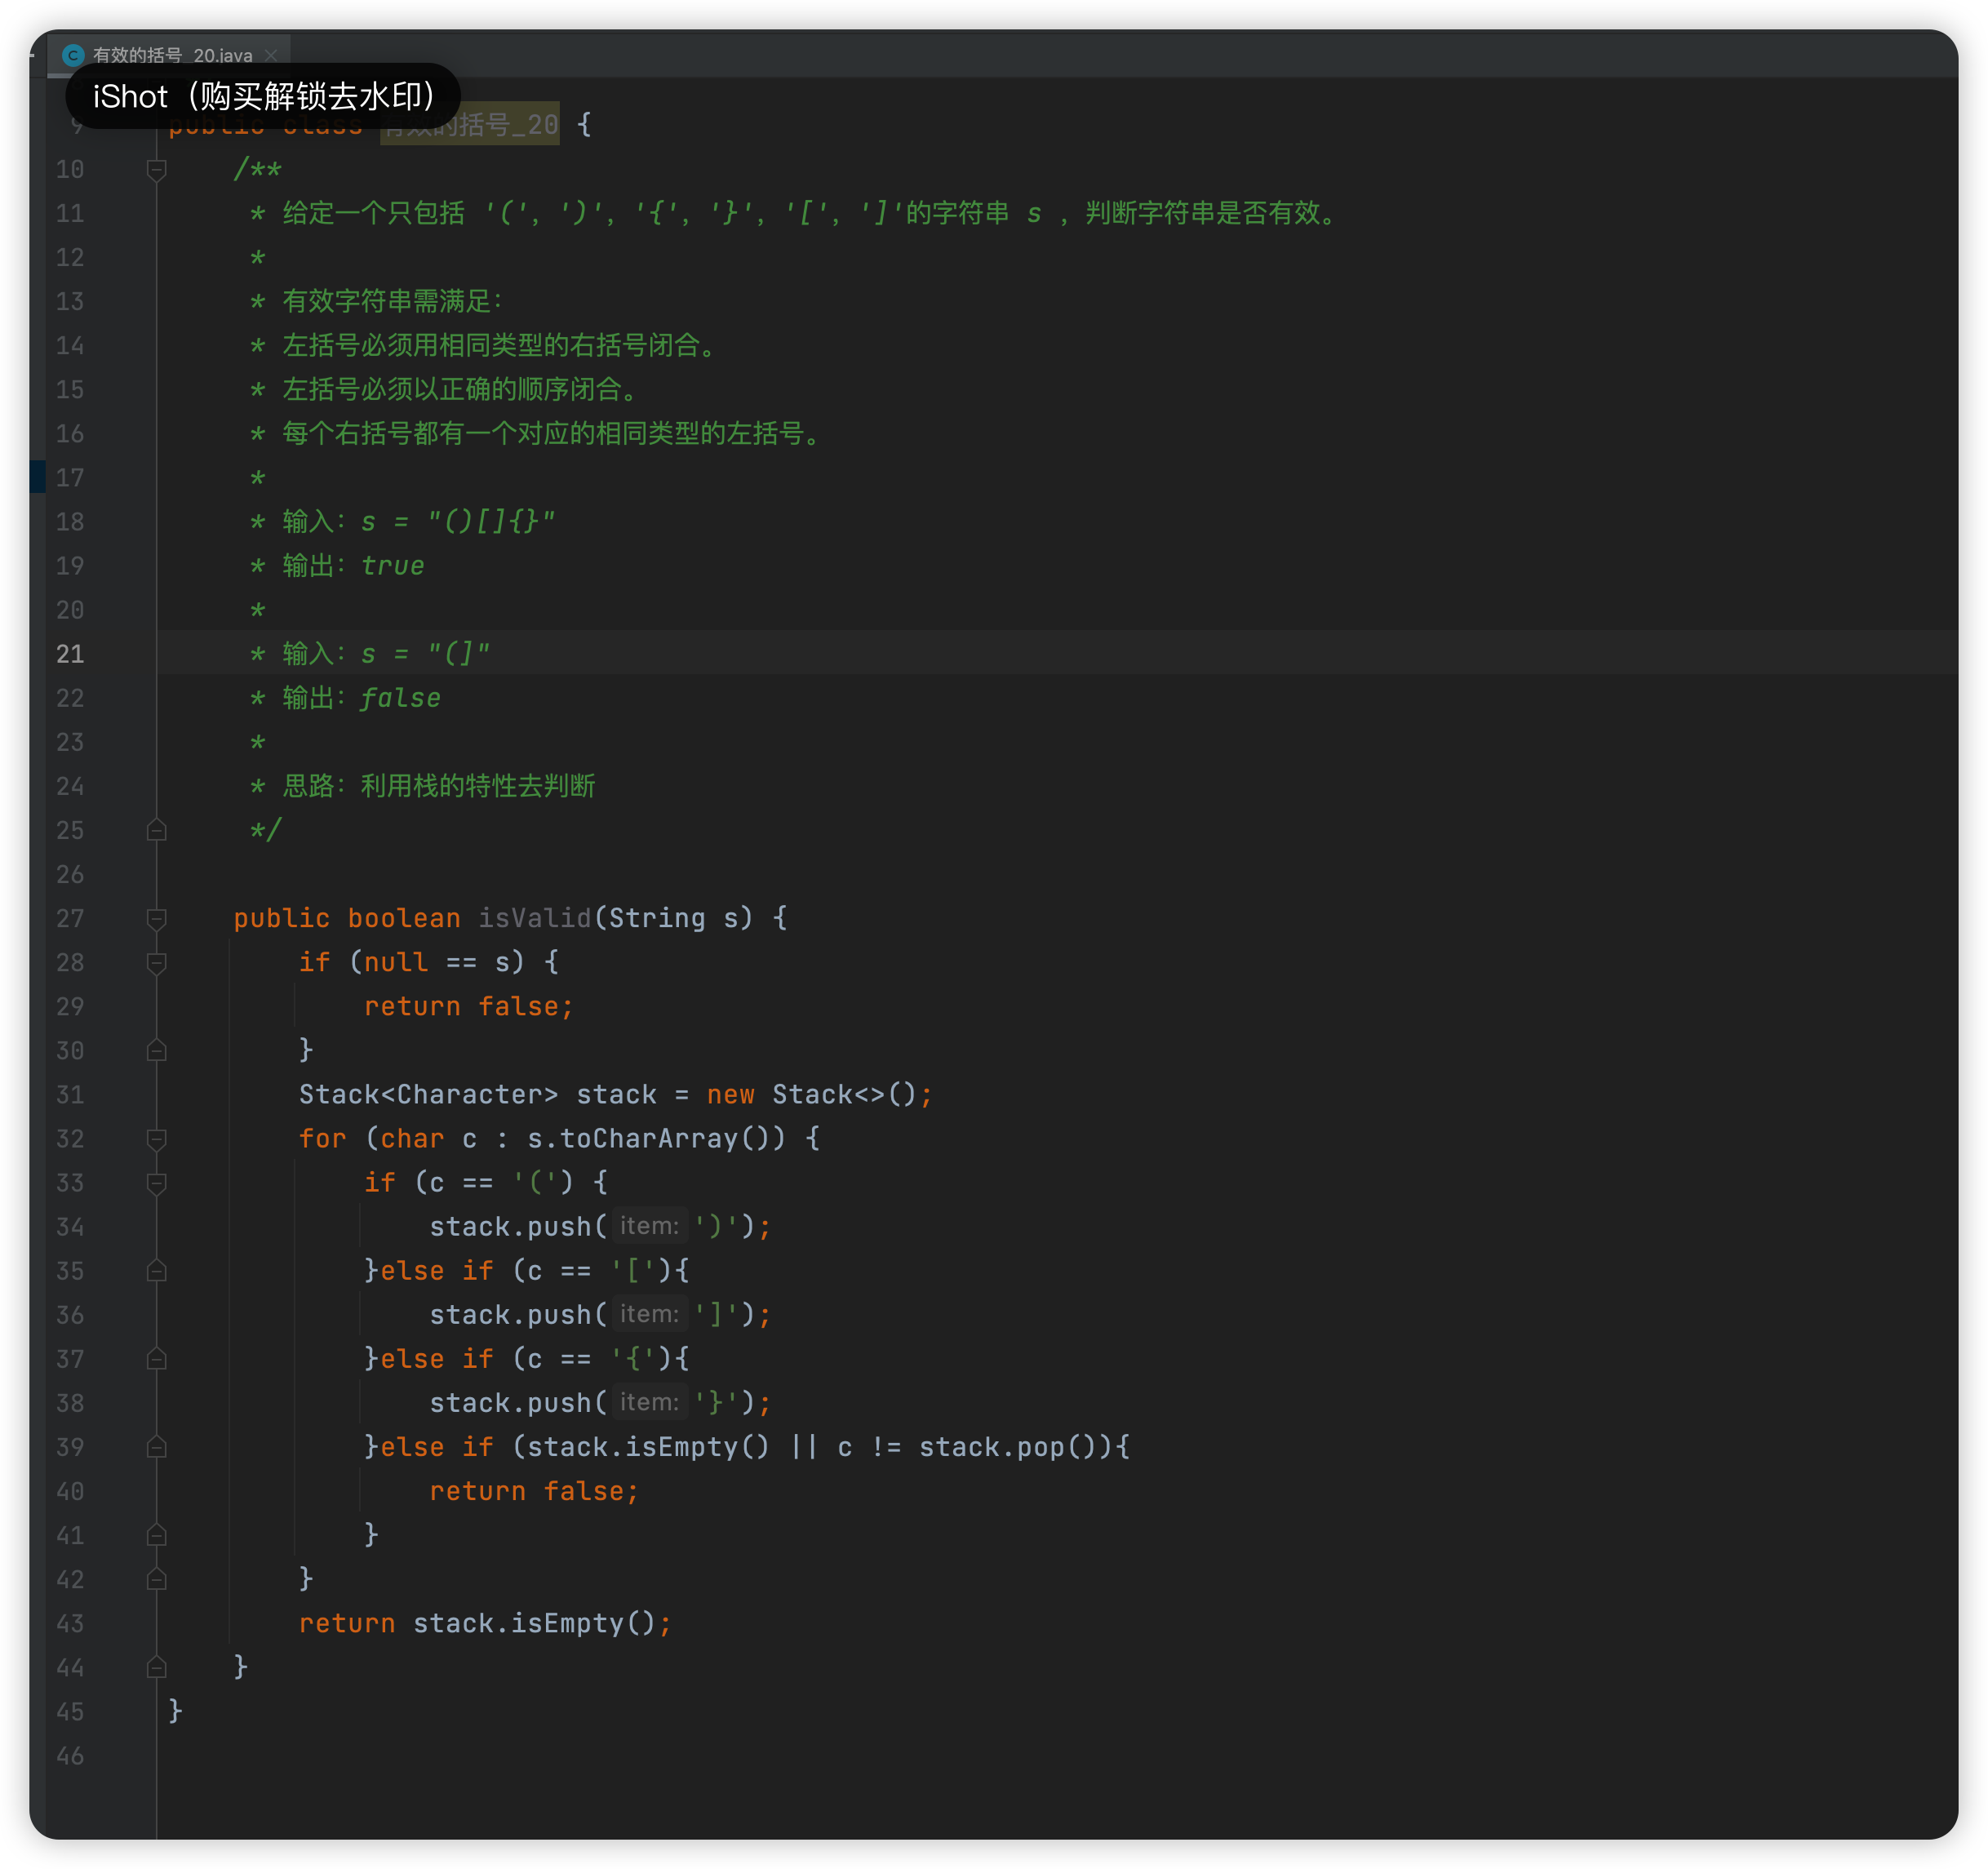 有效的括号_20.java
iShot（购买解锁去水印）
9 public class 有效的括号_20 {
10 /**
11 * 给定一个只包括 '(', ')', '{', '}', '[', ']'的字符串 s ，判断字符串是否有效。
12 *
13 * 有效字符串需满足：
14 * 左括号必须用相同类型的右括号闭合。
15 * 左括号必须以正确的顺序闭合。
16 * 每个右括号都有一个对应的相同类型的左括号。
17 *
18 * 输入：s = "()[]{}"
19 * 输出：true
20 *
21 * 输入：s = "(]"
22 * 输出：false
23 *
24 * 思路：利用栈的特性去判断
25 */
26
27 public boolean isValid(String s) {
28 if (null == s) {
29 return false;
30 }
31 Stack<Character> stack = new Stack<>();
32 for (char c : s.toCharArray()) {
33 if (c == '(') {
34 stack.push( item: ')');
35 }else if (c == '['){
36 stack.push( item: ']');
37 }else if (c == '{'){
38 stack.push( item: '}');
39 }else if (stack.isEmpty() || c != stack.pop()){
40 return false;
41 }
42 }
43 return stack.isEmpty();
44 }
45 }
46